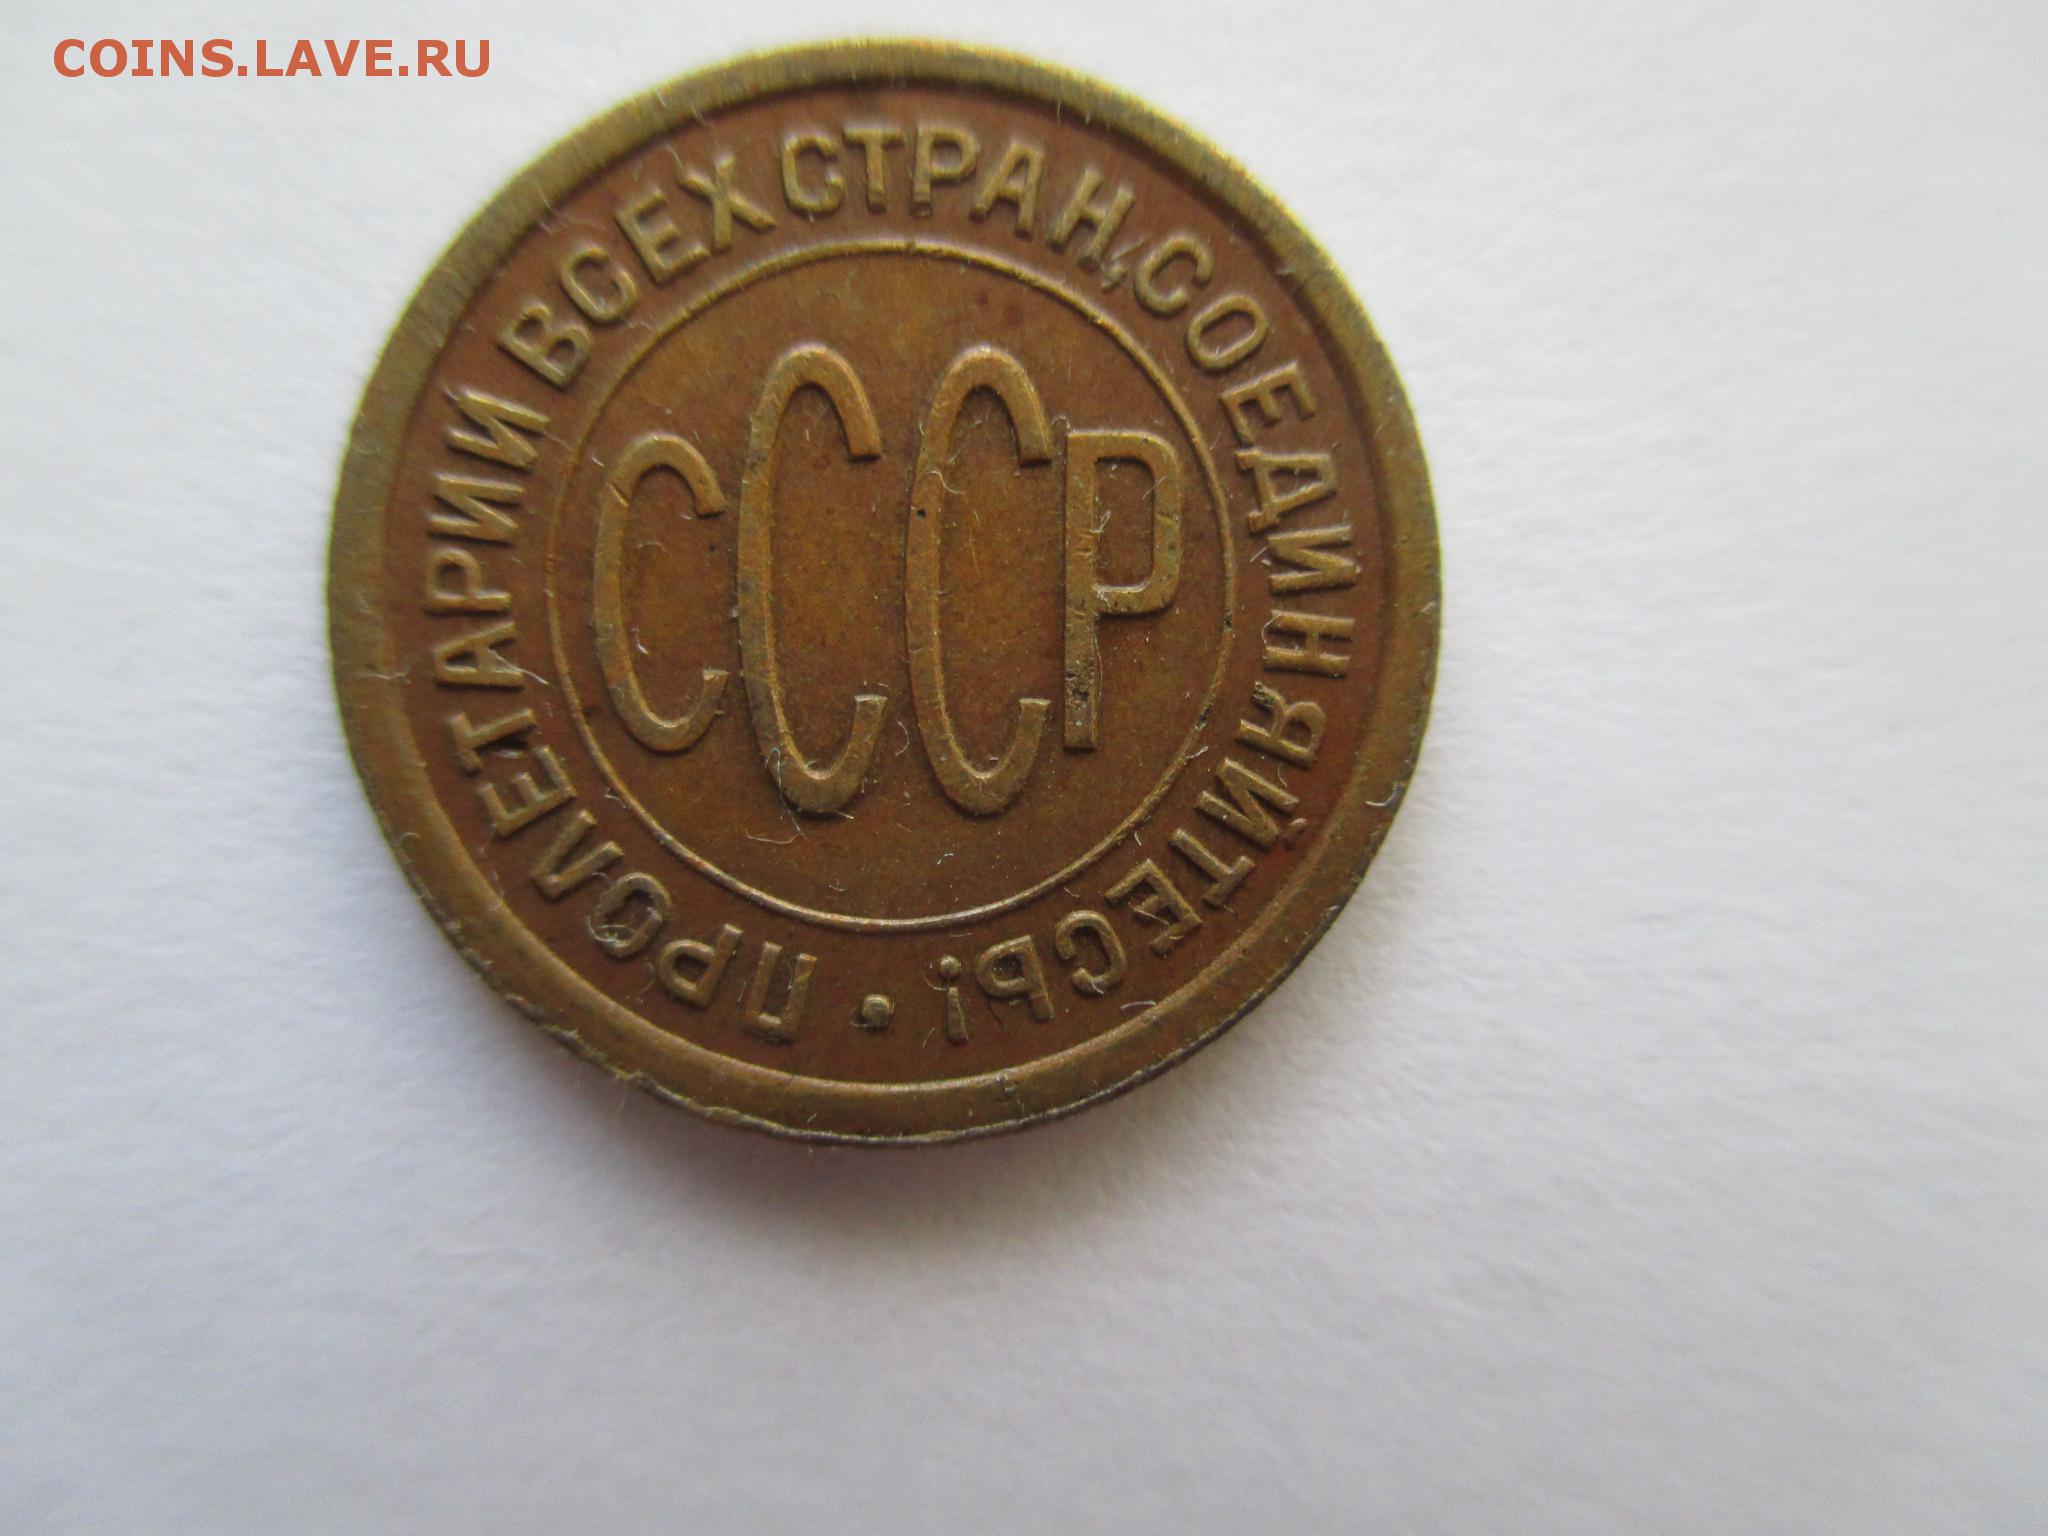 COINS.LAVE.RU
ПРОЛЕТАРИИ ВСЕХ СТРАН, СОЕДИНЯЙТЕСЬ! •
СССР